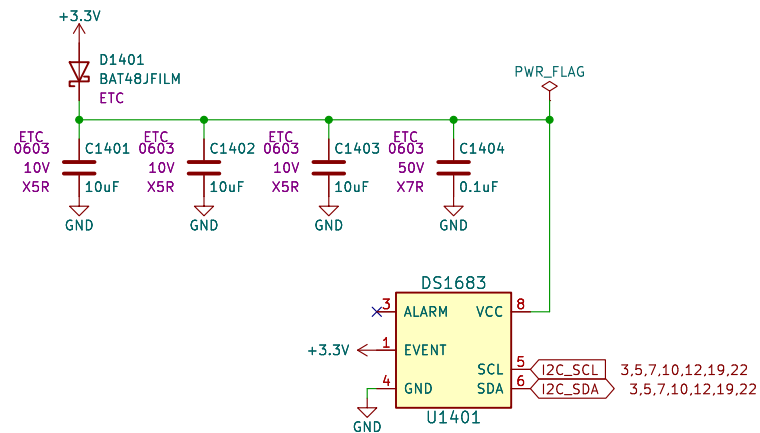 +3.3V
D1401
BAT48JFILM
ETC
PWR_FLAG
ETC
0603
10V
X5R
C1401
10uF
GND
ETC
0603
10V
X5R
C1402
10uF
GND
ETC
0603
10V
X5R
C1403
10uF
GND
ETC
0603
50V
X7R
C1404
0.1uF
GND
DS1683
3 ALARM VCC 8
+3.3V 1 EVENT
SCL 5 I2C_SCL 3,5,7,10,12,19,22
4 GND SDA 6 I2C_SDA 3,5,7,10,12,19,22
U1401
GND